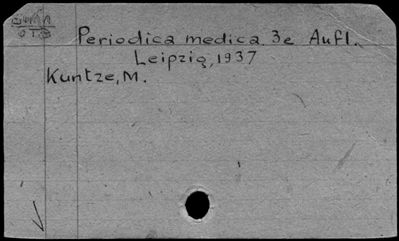 Periodica medica. 3e Aufl.
Leipzig, 1937
Kuntze, M.